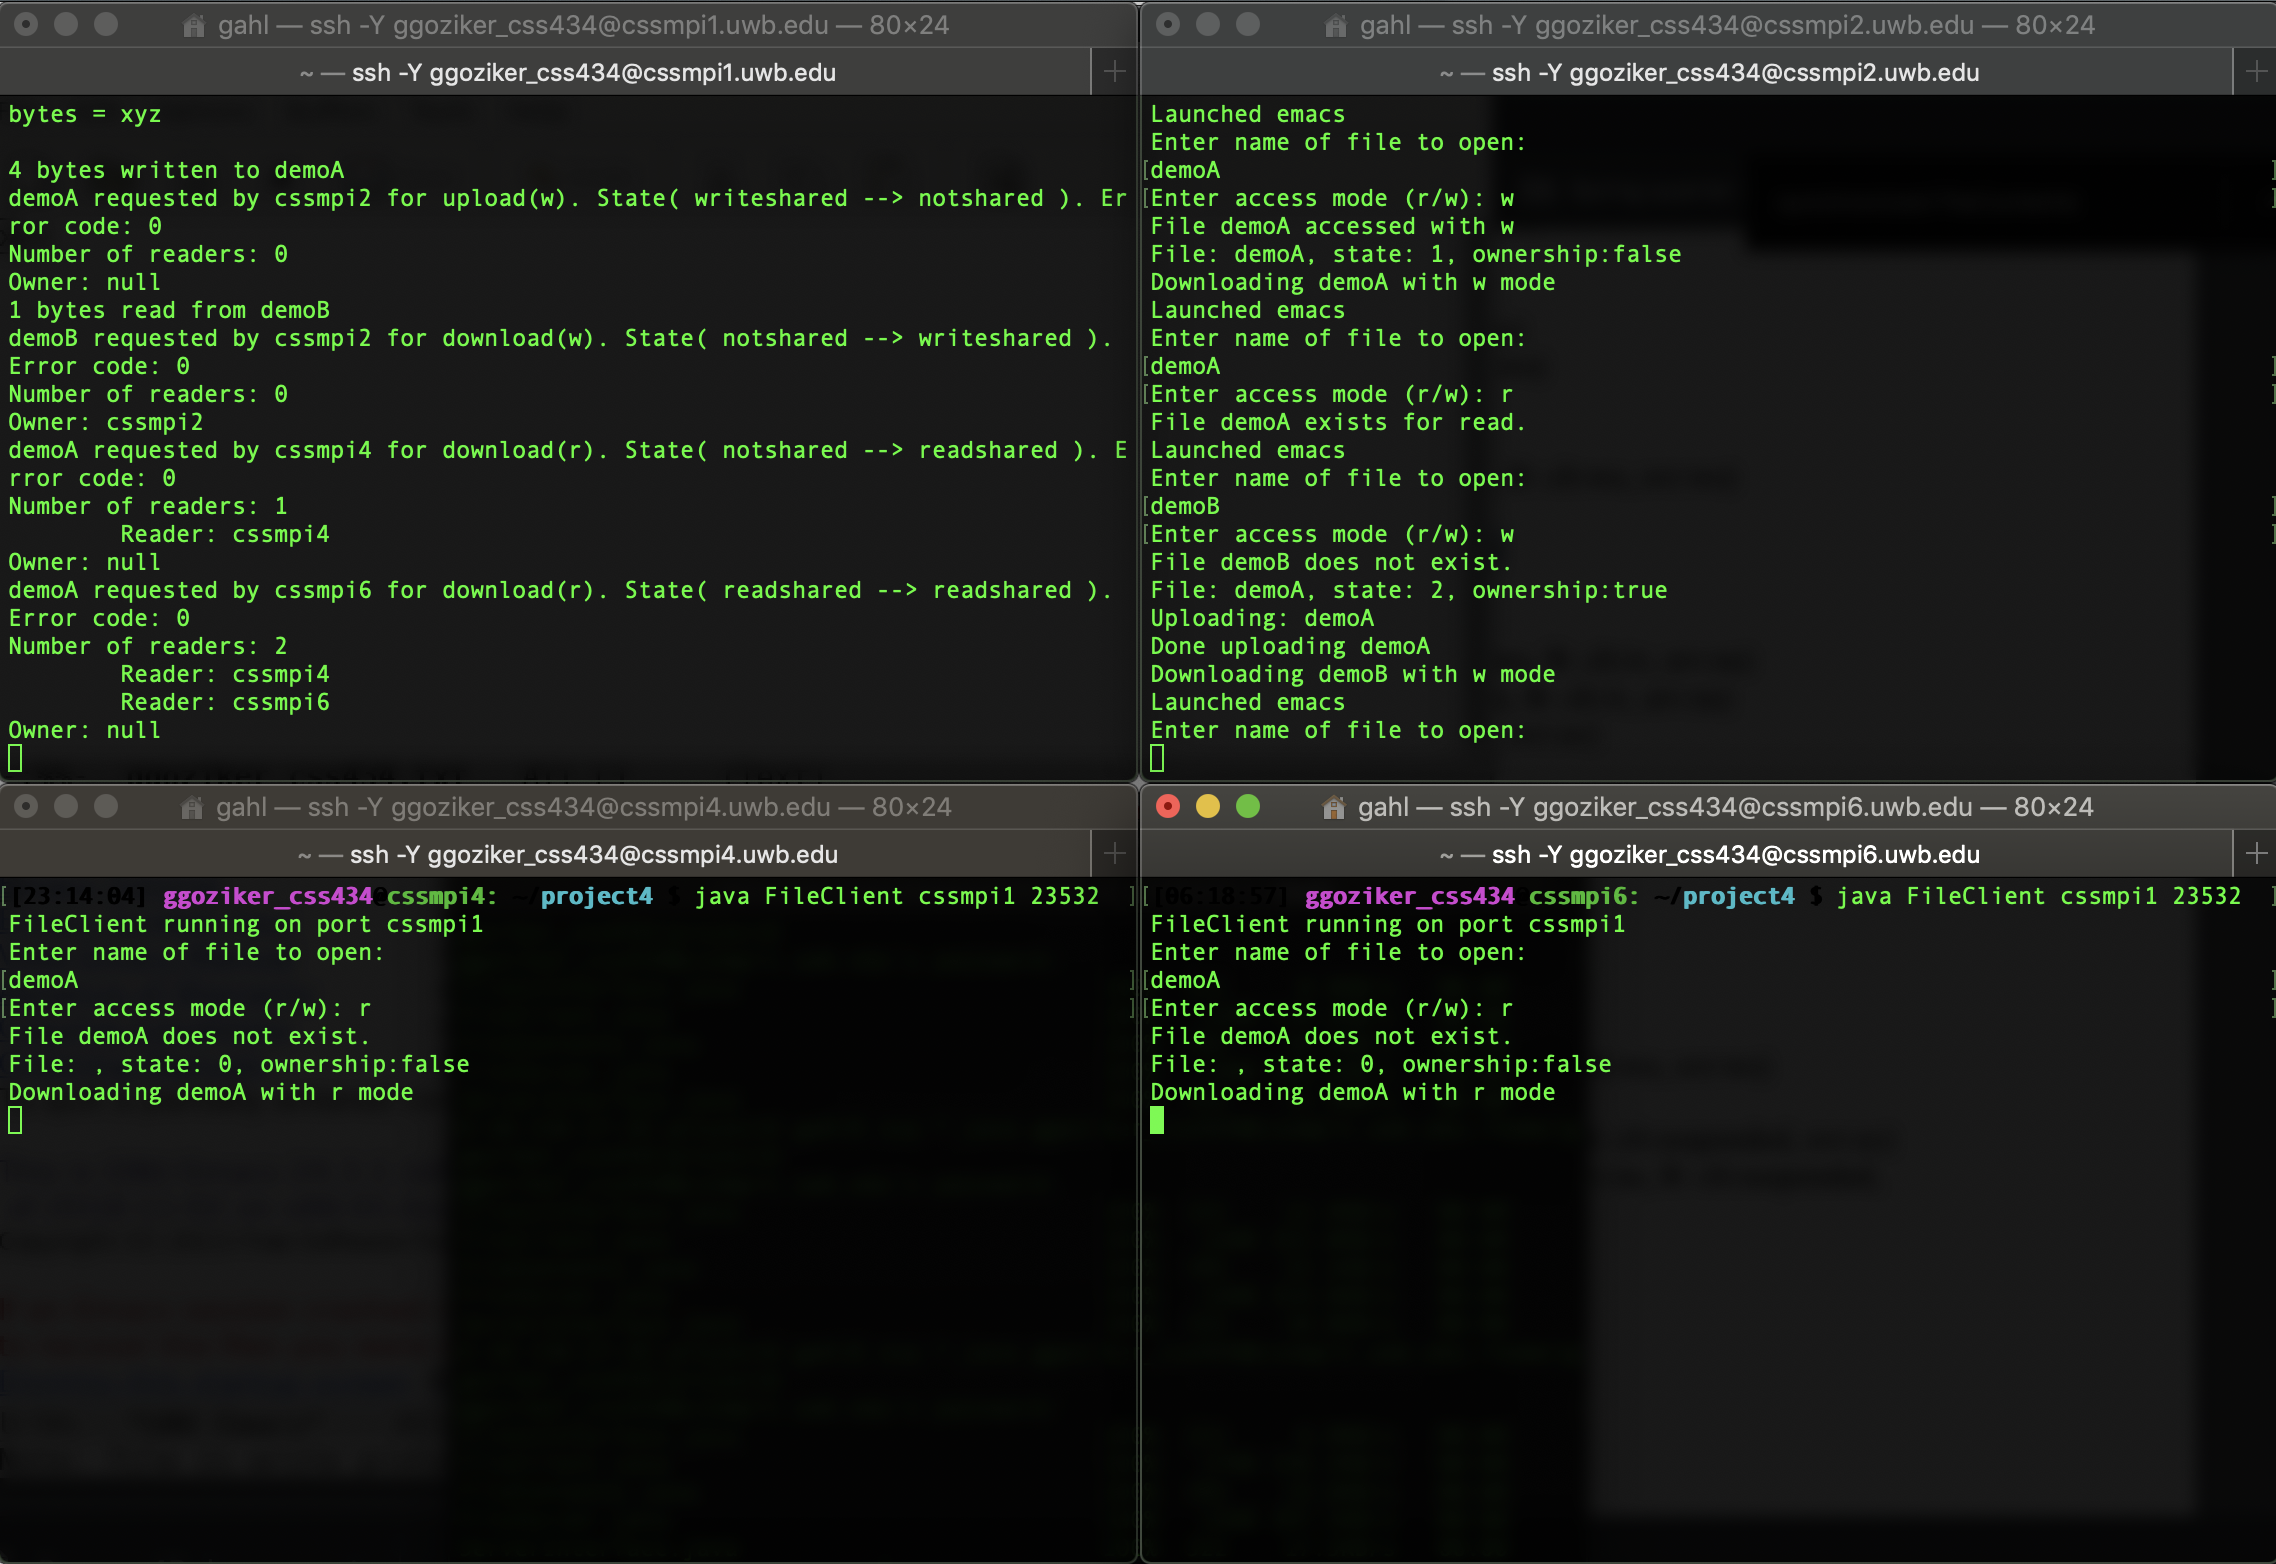 gahl — ssh -Y ggoziker_css434@cssmpi1.uwb.edu — 80×24
~ — ssh -Y ggoziker_css434@cssmpi1.uwb.edu
bytes = xyz
4 bytes written to demoA
demoA requested by cssmpi2 for upload(w). State( writeshared --> notshared ). Er
ror code: 0
Number of readers: 0
Owner: null
1 bytes read from demoB
demoB requested by cssmpi2 for download(w). State( notshared --> writeshared ).
Error code: 0
Number of readers: 0
Owner: cssmpi2
demoA requested by cssmpi4 for download(r). State( notshared --> readshared ). E
rror code: 0
Number of readers: 1
Reader: cssmpi4
Owner: null
demoA requested by cssmpi6 for download(r). State( readshared --> readshared ).
Error code: 0
Number of readers: 2
Reader: cssmpi4
Reader: cssmpi6
Owner: null
gahl — ssh -Y ggoziker_css434@cssmpi2.uwb.edu — 80×24
~ — ssh -Y ggoziker_css434@cssmpi2.uwb.edu
Launched emacs
Enter name of file to open:
[demoA ]
[Enter access mode (r/w): w ]
File demoA accessed with w
File: demoA, state: 1, ownership:false
Downloading demoA with w mode
Launched emacs
Enter name of file to open:
[demoA ]
[Enter access mode (r/w): r ]
File demoA exists for read.
Launched emacs
Enter name of file to open:
[demoB ]
[Enter access mode (r/w): w ]
File demoB does not exist.
File: demoA, state: 2, ownership:true
Uploading: demoA
Done uploading demoA
Downloading demoB with w mode
Launched emacs
Enter name of file to open:
gahl — ssh -Y ggoziker_css434@cssmpi4.uwb.edu — 80×24
~ — ssh -Y ggoziker_css434@cssmpi4.uwb.edu
[[23:14:04] ggoziker_css434@cssmpi4: ~/project4 $ java FileClient cssmpi1 23532 ]
FileClient running on port cssmpi1
Enter name of file to open:
[demoA ]
[Enter access mode (r/w): r ]
File demoA does not exist.
File: , state: 0, ownership:false
Downloading demoA with r mode
gahl — ssh -Y ggoziker_css434@cssmpi6.uwb.edu — 80×24
~ — ssh -Y ggoziker_css434@cssmpi6.uwb.edu
[[06:18:57] ggoziker_css434@cssmpi6: ~/project4 $ java FileClient cssmpi1 23532 ]
FileClient running on port cssmpi1
Enter name of file to open:
[demoA ]
[Enter access mode (r/w): r ]
File demoA does not exist.
File: , state: 0, ownership:false
Downloading demoA with r mode